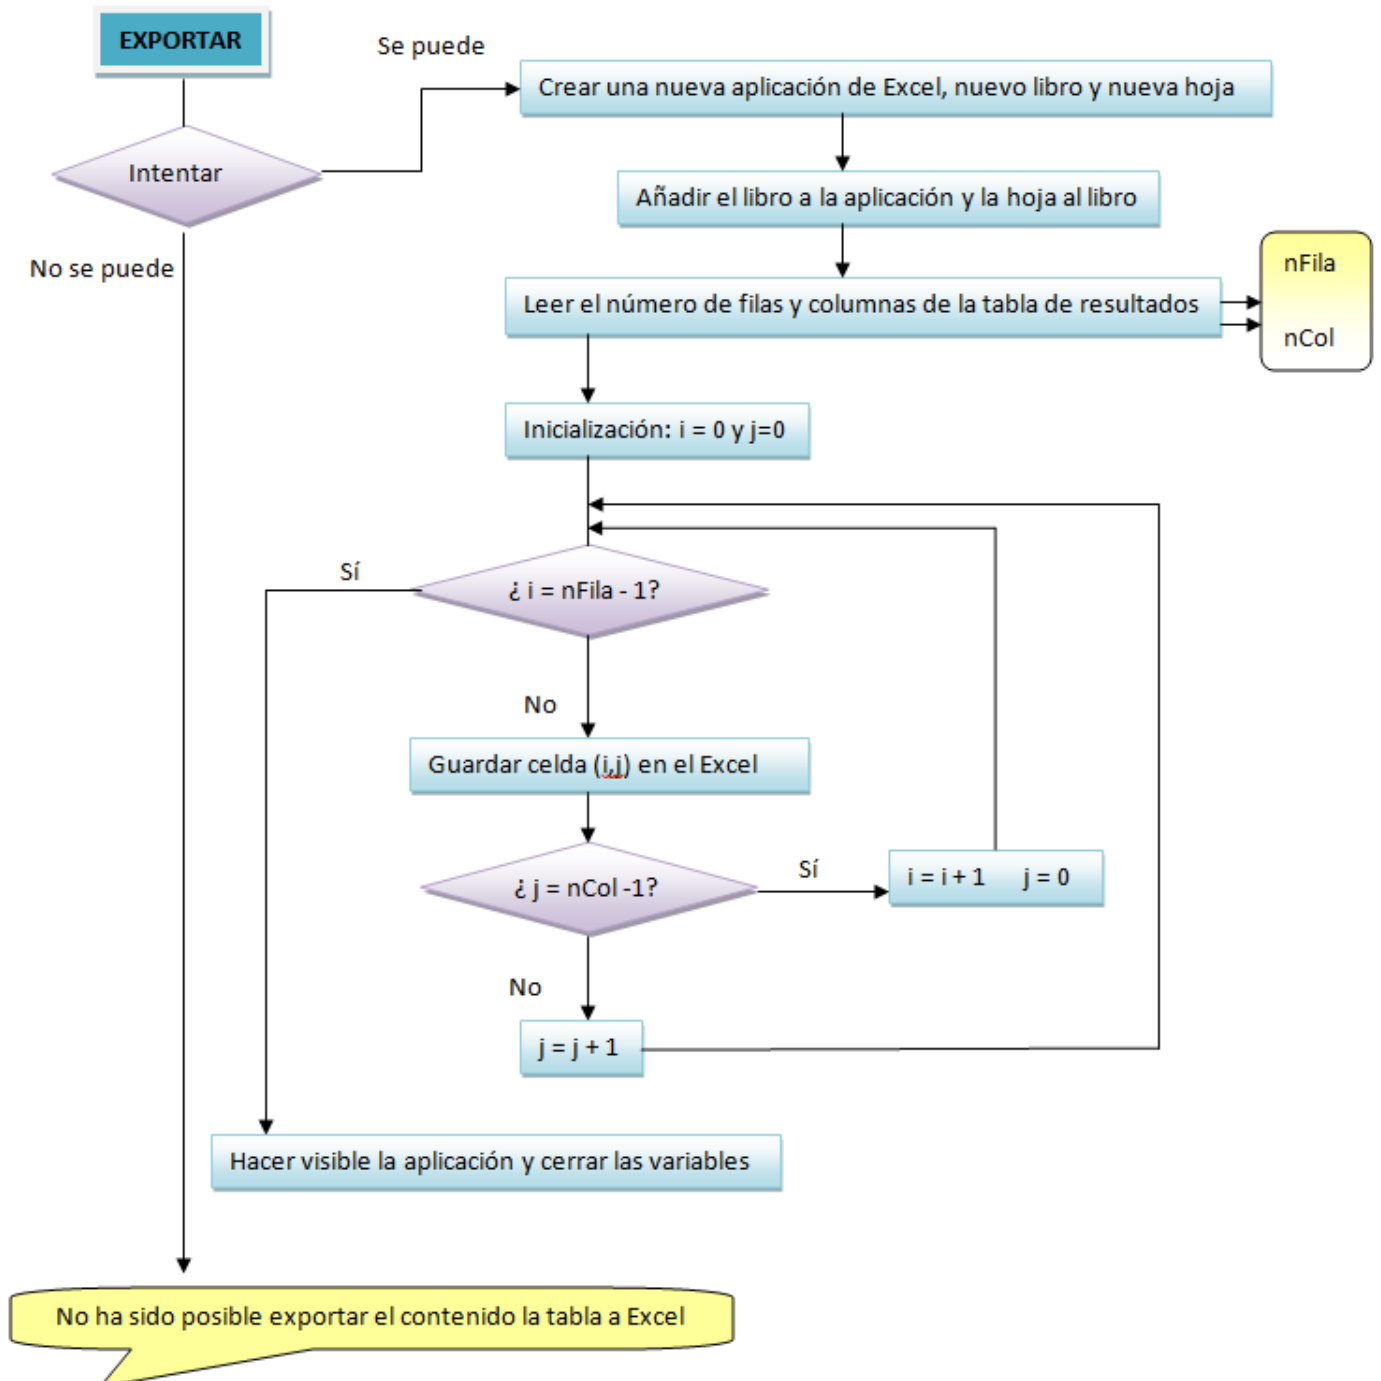 EXPORTAR
Se puede
Crear una nueva aplicación de Excel, nuevo libro y nueva hoja
Intentar
Añadir el libro a la aplicación y la hoja al libro
No se puede
nFila
Leer el número de filas y columnas de la tabla de resultados
nCol
Inicialización: i = 0 y j=0
Sí
¿ i = nFila - 1?
No
Guardar celda (i,j) en el Excel
¿ j = nCol -1?
Sí
i = i + 1 j = 0
No
j = j + 1
Hacer visible la aplicación y cerrar las variables
No ha sido posible exportar el contenido la tabla a Excel